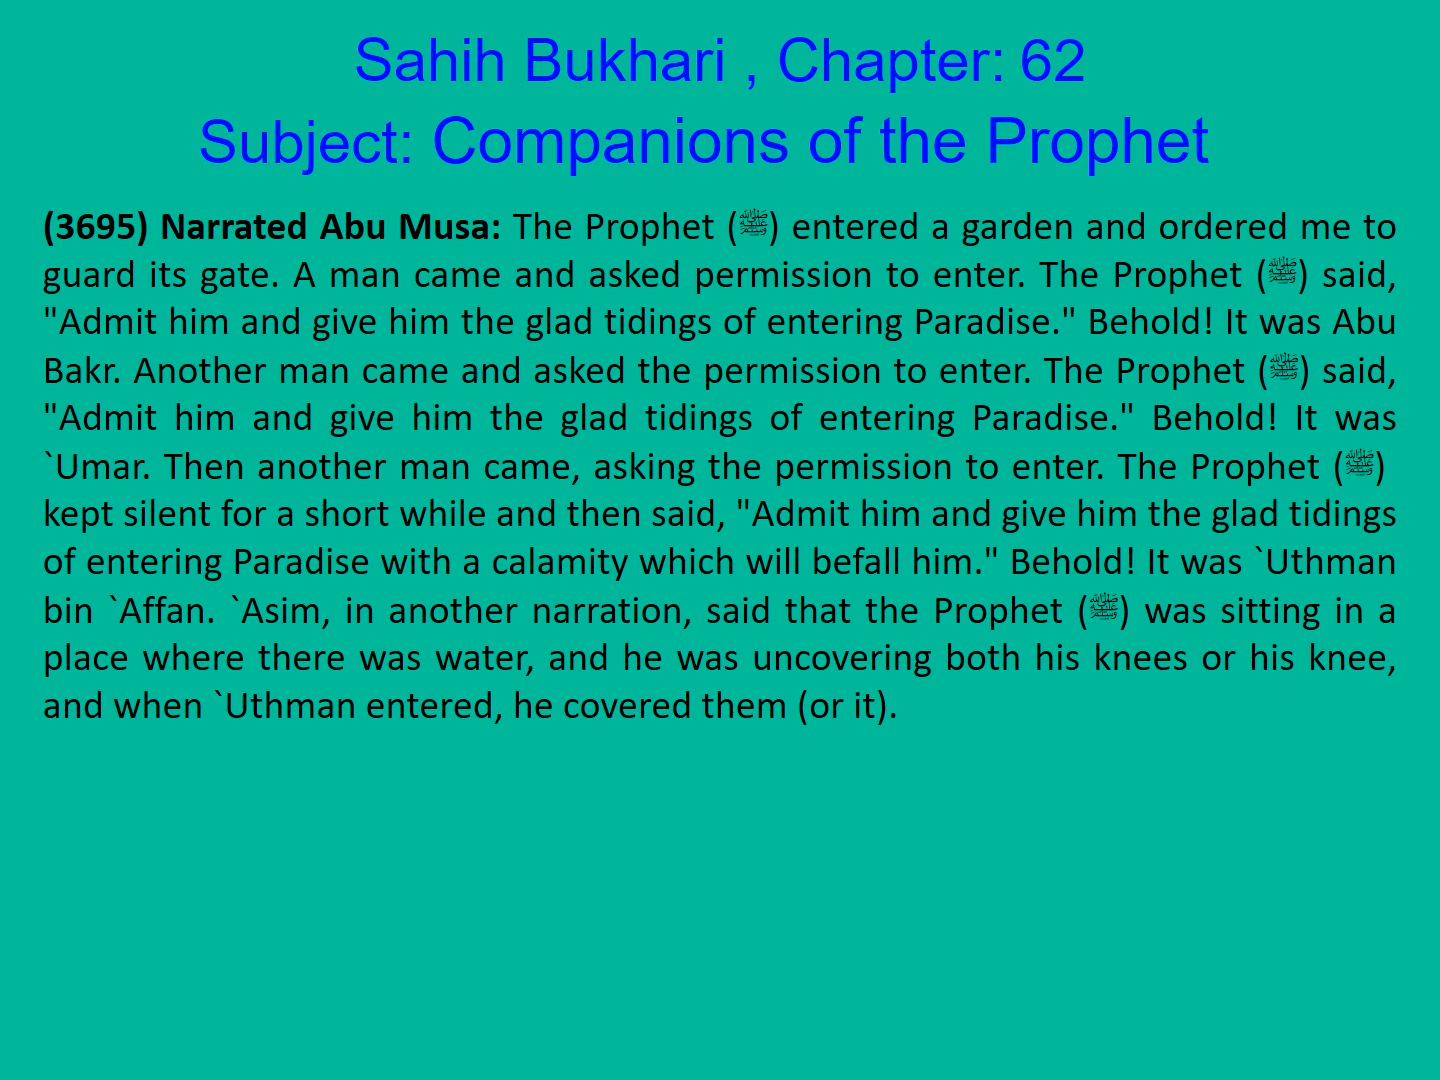 Sahih Bukhari , Chapter: 62
Subject: Companions of the Prophet
(3695) Narrated Abu Musa: The Prophet (ﷺ) entered a garden and ordered me to
guard its gate. A man came and asked permission to enter. The Prophet (ﷺ) said,
"Admit him and give him the glad tidings of entering Paradise." Behold! It was Abu
Bakr. Another man came and asked the permission to enter. The Prophet (ﷺ) said,
"Admit him and give him the glad tidings of entering Paradise." Behold! It was
`Umar. Then another man came, asking the permission to enter. The Prophet (ﷺ)
kept silent for a short while and then said, "Admit him and give him the glad tidings
of entering Paradise with a calamity which will befall him." Behold! It was `Uthman
bin `Affan. `Asim, in another narration, said that the Prophet (ﷺ) was sitting in a
place where there was water, and he was uncovering both his knees or his knee,
and when `Uthman entered, he covered them (or it).